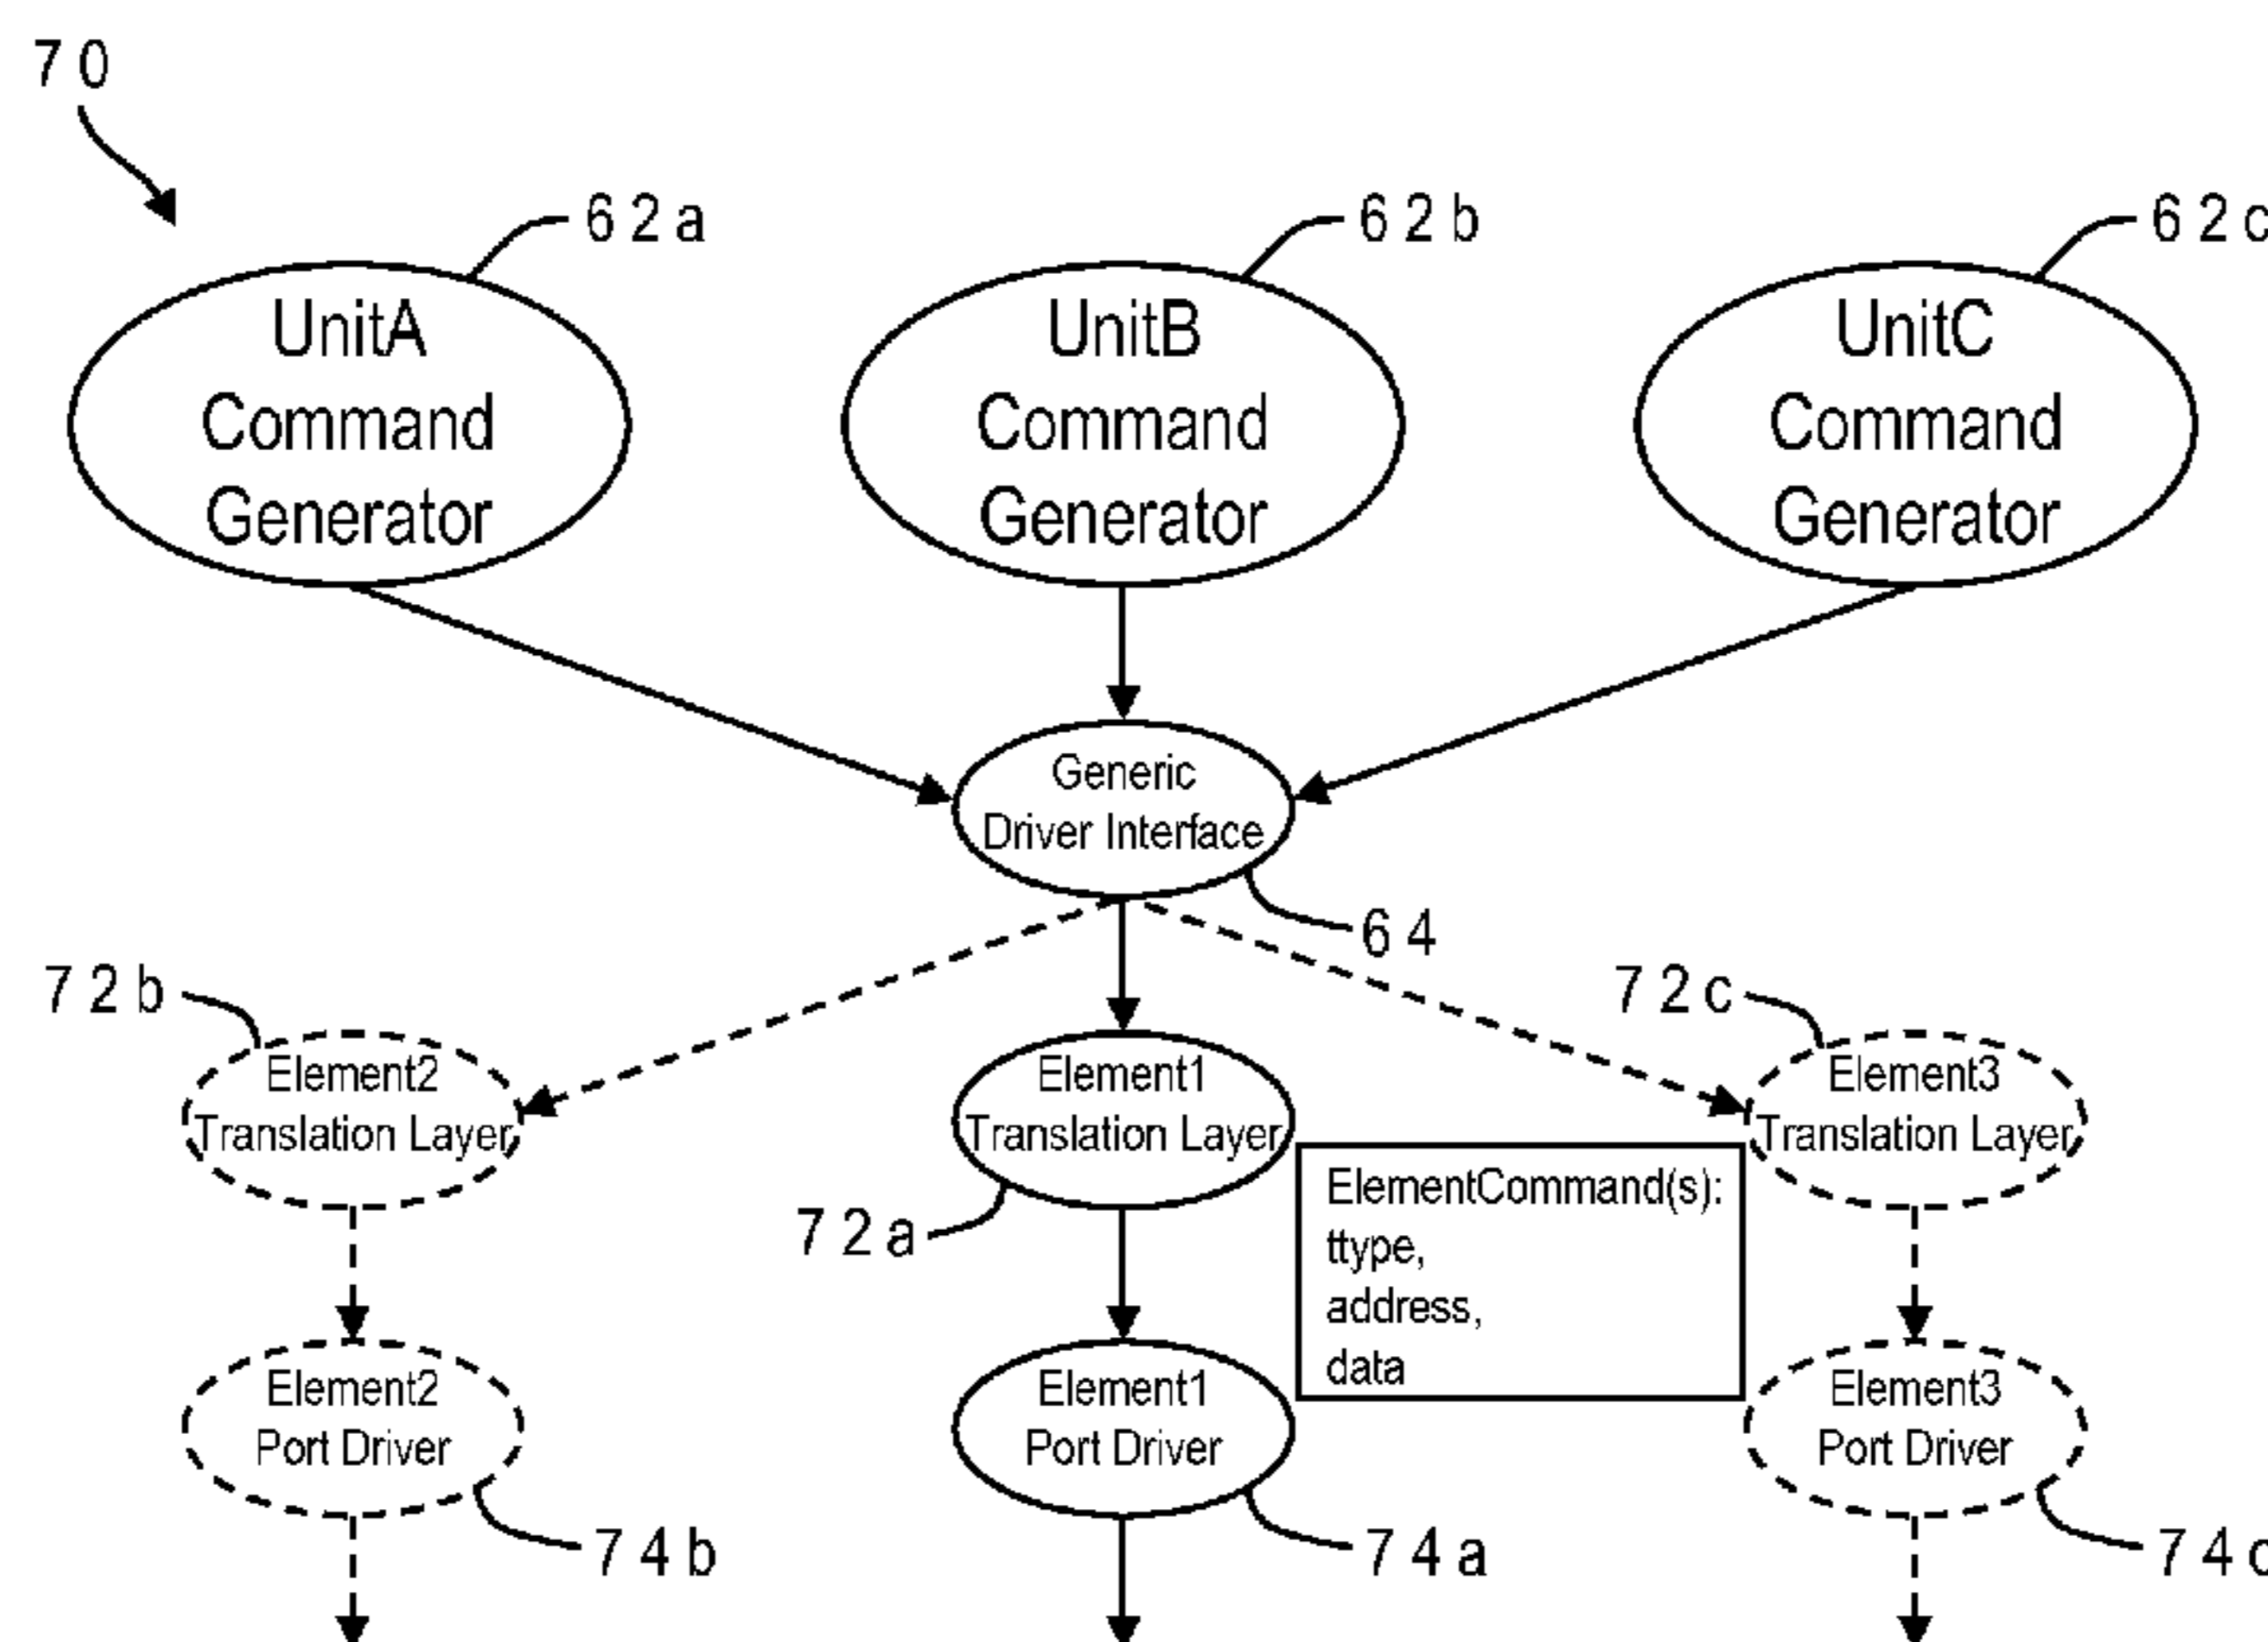 70
62a
62b
62c
UnitA
Command
Generator
UnitB
Command
Generator
UnitC
Command
Generator
Generic
Driver Interface
64
72b
72c
Element2
Translation Layer
Element1
Translation Layer
Element3
Translation Layer
72a
ElementCommand(s):
ttype,
address,
data
Element2
Port Driver
Element1
Port Driver
Element3
Port Driver
74b
74a
74c